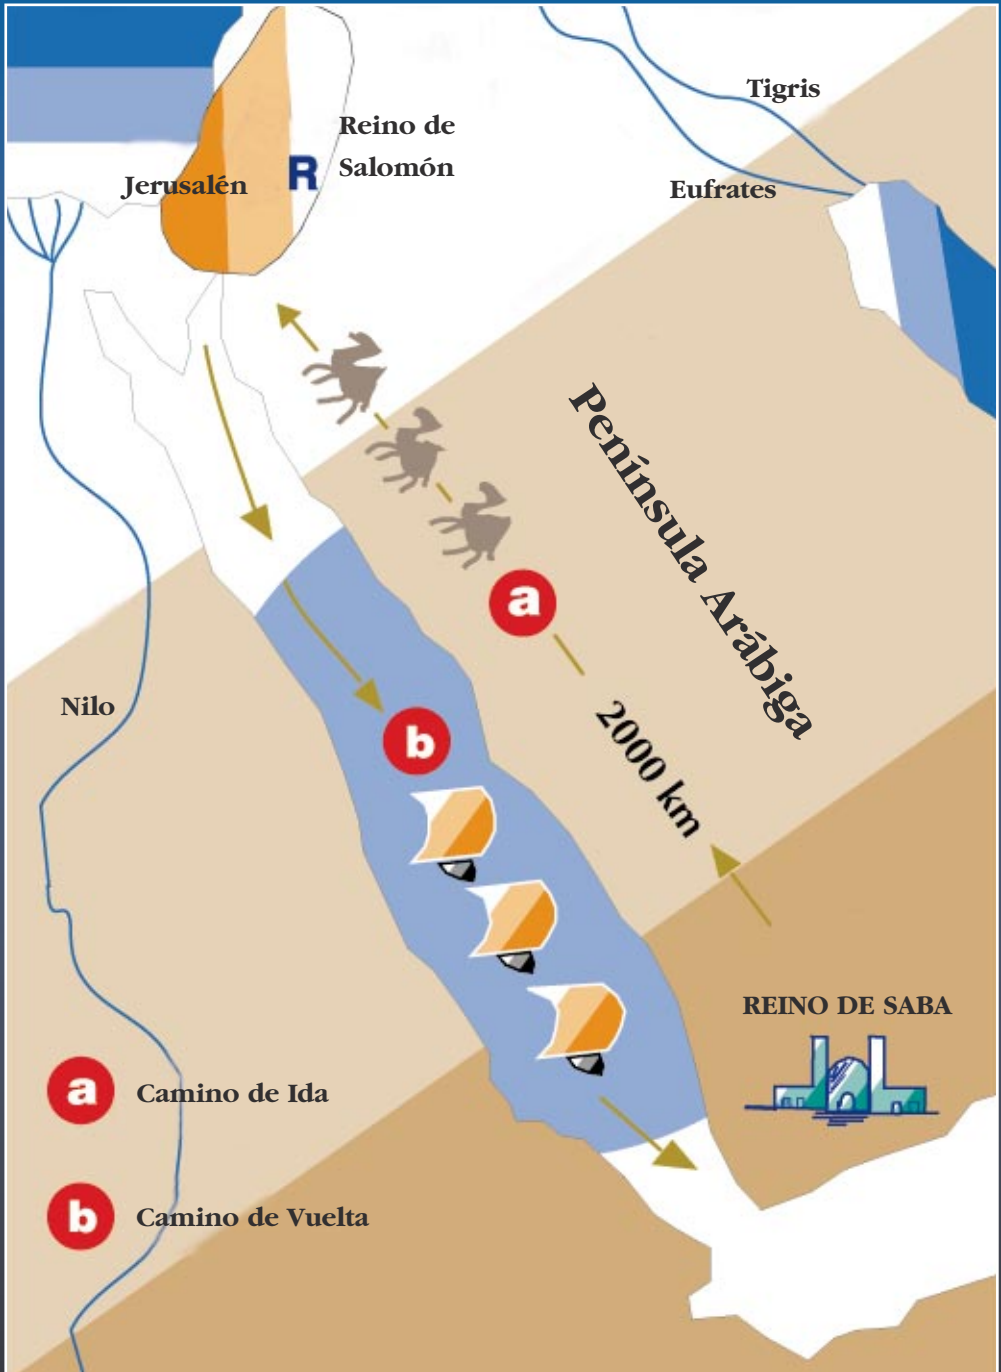 Tigris
Reino de
Salomón
R
Jerusalén
Eufrates
Península Arábiga
a
Nilo
b
2000 km
REINO DE SABA
a Camino de Ida
b Camino de Vuelta